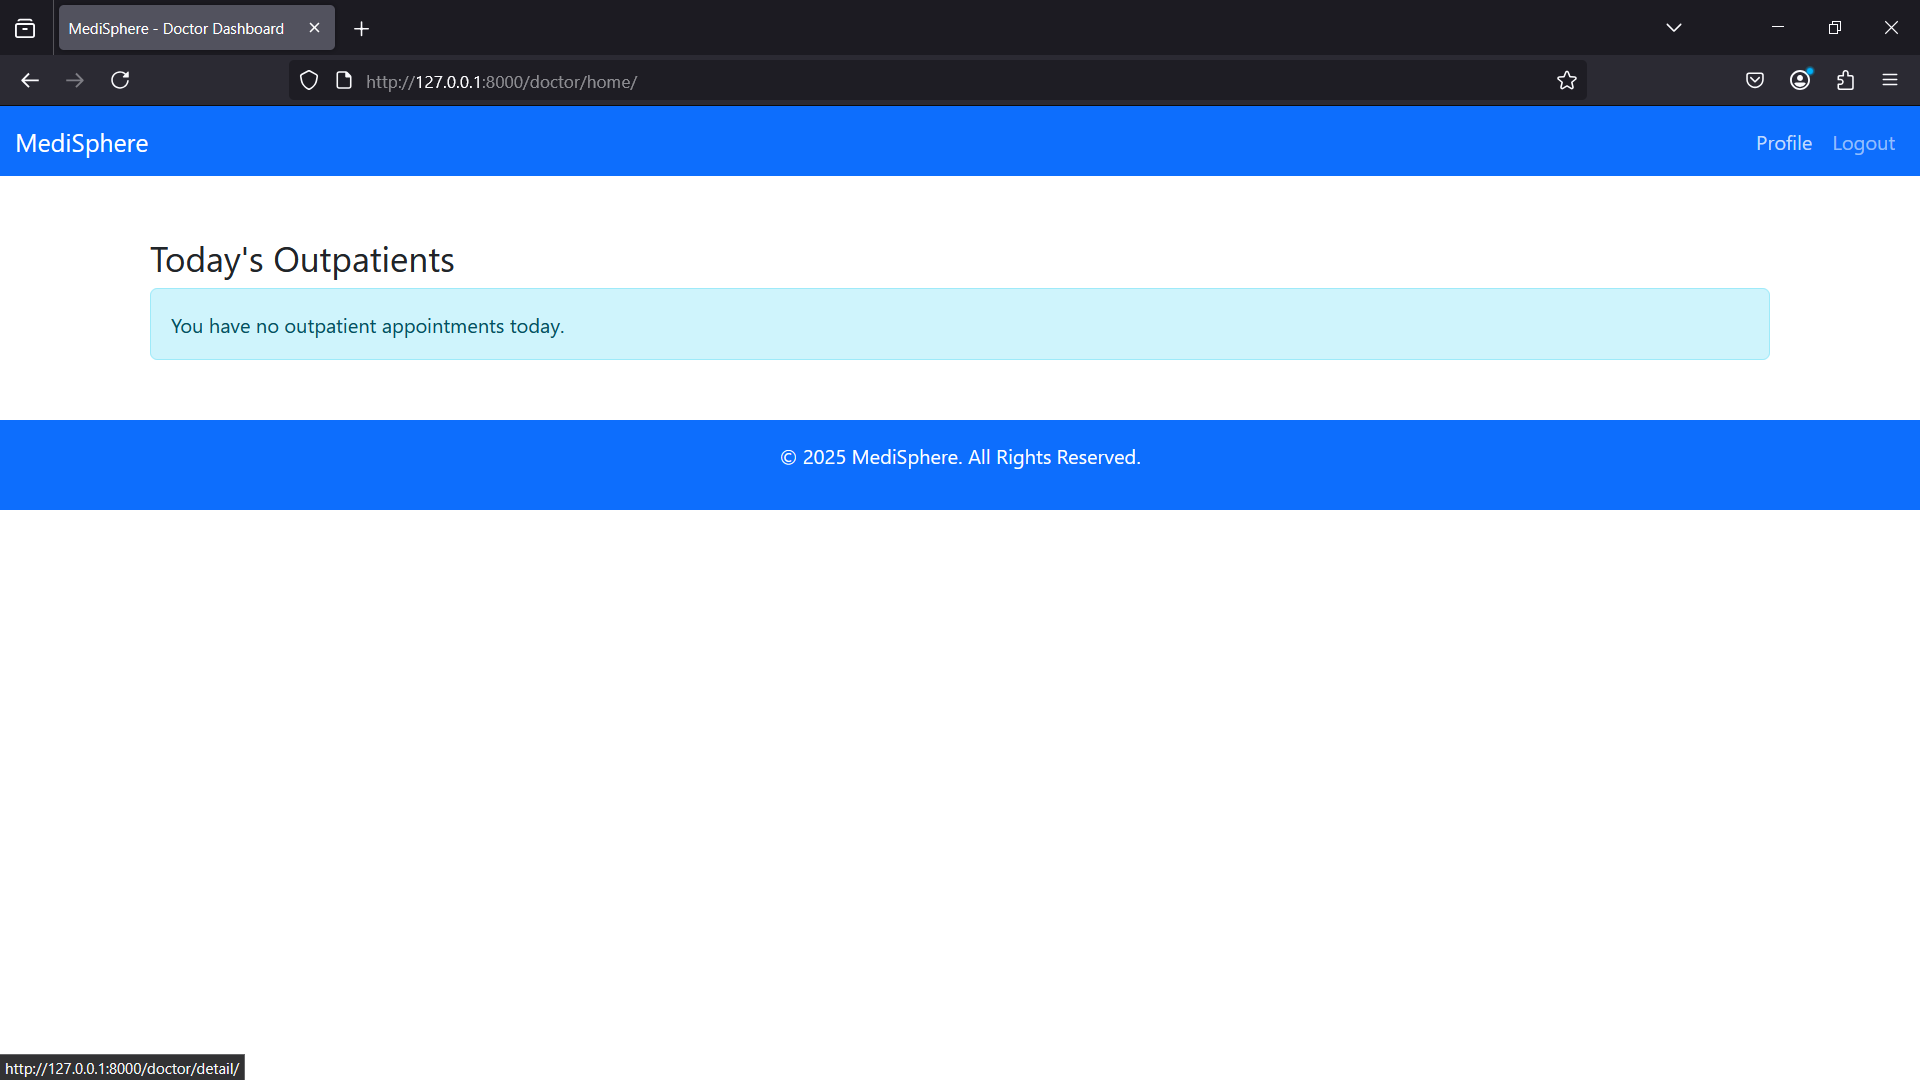 MediSphere - Doctor Dashboard
http://127.0.0.1:8000/doctor/home/
MediSphere
Profile Logout
Today's Outpatients
You have no outpatient appointments today.
© 2025 MediSphere. All Rights Reserved.
http://127.0.0.1:8000/doctor/detail/